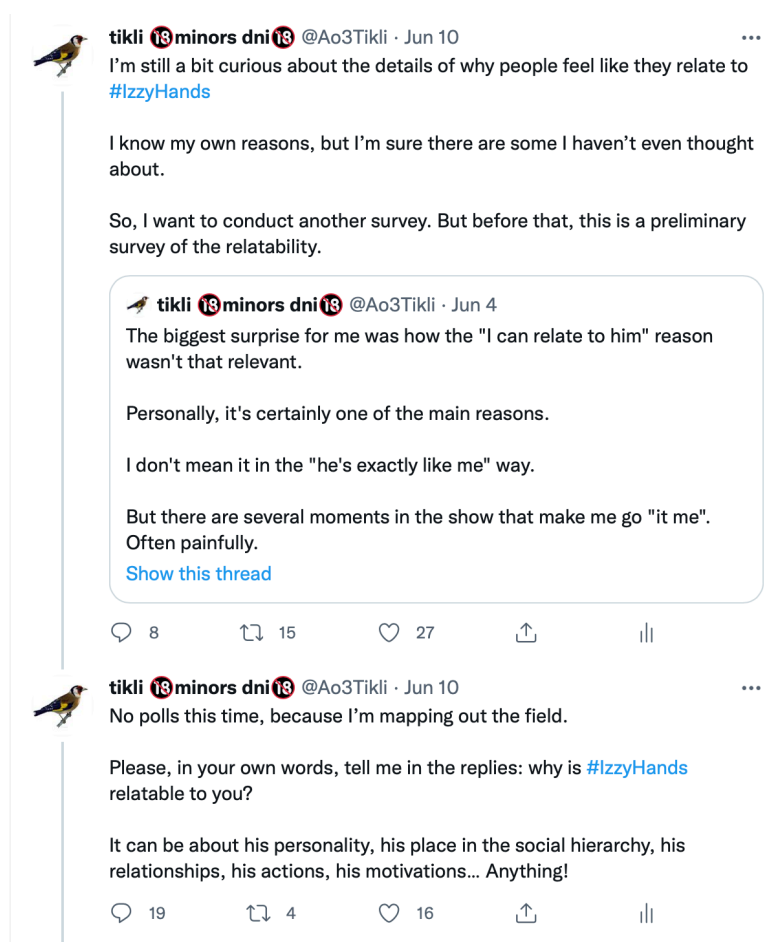 tikli 🔞minors dni🔞 @Ao3Tikli · Jun 10
I’m still a bit curious about the details of why people feel like they relate to
#IzzyHands
I know my own reasons, but I’m sure there are some I haven’t even thought
about.
So, I want to conduct another survey. But before that, this is a preliminary
survey of the relatability.
tikli 🔞minors dni🔞 @Ao3Tikli · Jun 4
The biggest surprise for me was how the "I can relate to him" reason
wasn't that relevant.
Personally, it's certainly one of the main reasons.
I don't mean it in the "he's exactly like me" way.
But there are several moments in the show that make me go "it me".
Often painfully.
Show this thread
8 15 27
tikli 🔞minors dni🔞 @Ao3Tikli · Jun 10
No polls this time, because I’m mapping out the field.
Please, in your own words, tell me in the replies: why is #IzzyHands
relatable to you?
It can be about his personality, his place in the social hierarchy, his
relationships, his actions, his motivations... Anything!
19 4 16